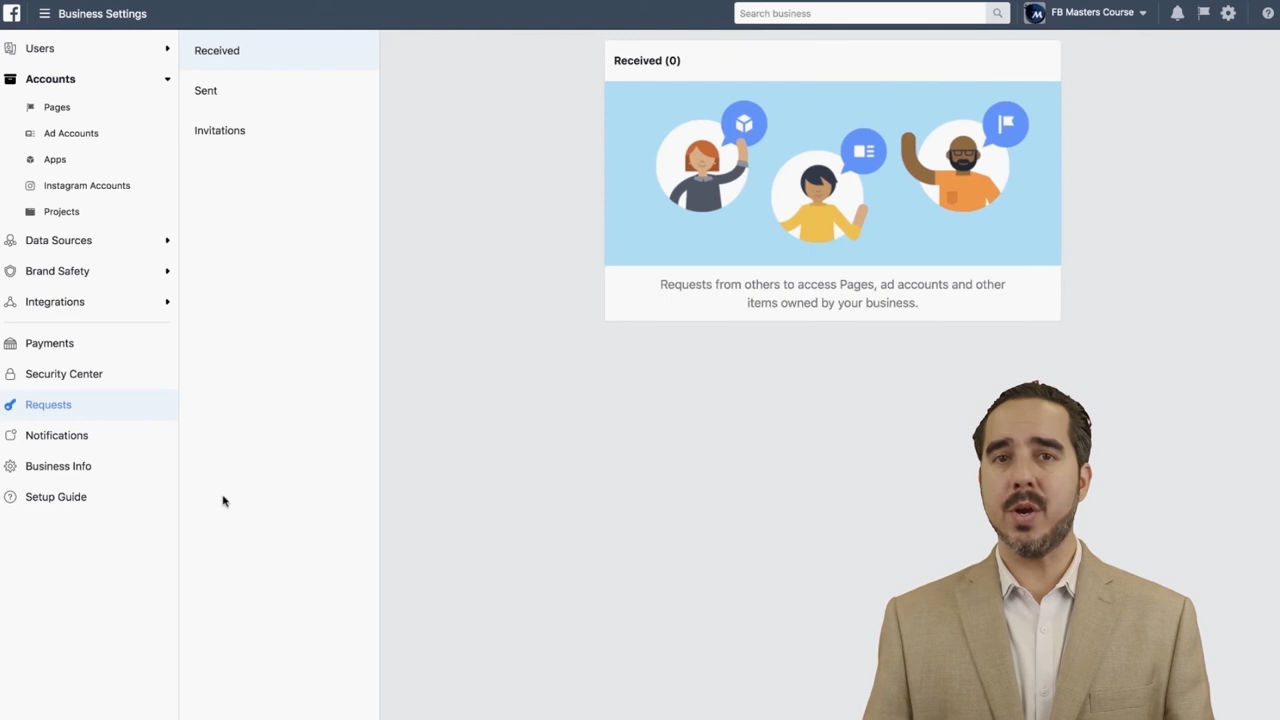 Business Settings
Search business
FB Masters Course
Users
Accounts
Pages
Ad Accounts
Apps
Instagram Accounts
Projects
Data Sources
Brand Safety
Integrations
Payments
Security Center
Requests
Notifications
Business Info
Setup Guide
Received
Sent
Invitations
Received (0)
Requests from others to access Pages, ad accounts and other
items owned by your business.